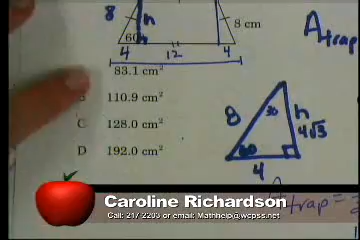 8
h
8 cm
A trap
60
4
12
4
83.1 cm²
B 110.9 cm²
C 128.0 cm²
D 192.0 cm²
8
30
h
4√3
60
4
Caroline Richardson
Call: 217-2203 or email: Mathhelp@wcpss.net
trap =